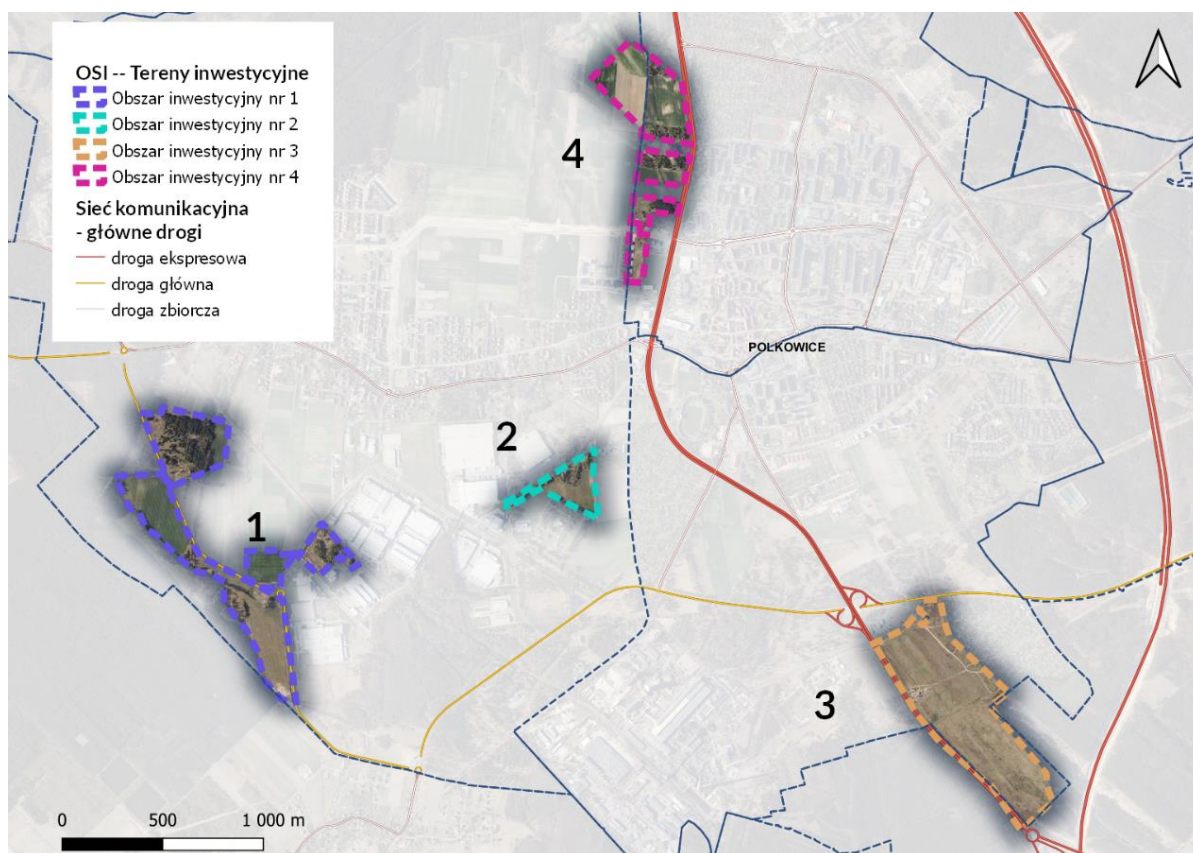 OSI -- Tereny inwestycyjne
Obszar inwestycyjny nr 1
Obszar inwestycyjny nr 2
Obszar inwestycyjny nr 3
Obszar inwestycyjny nr 4
Sieć komunikacyjna
- główne drogi
droga ekspresowa
droga główna
droga zbiorcza
4
POLKOWICE
2
1
3
0 500 1 000 m